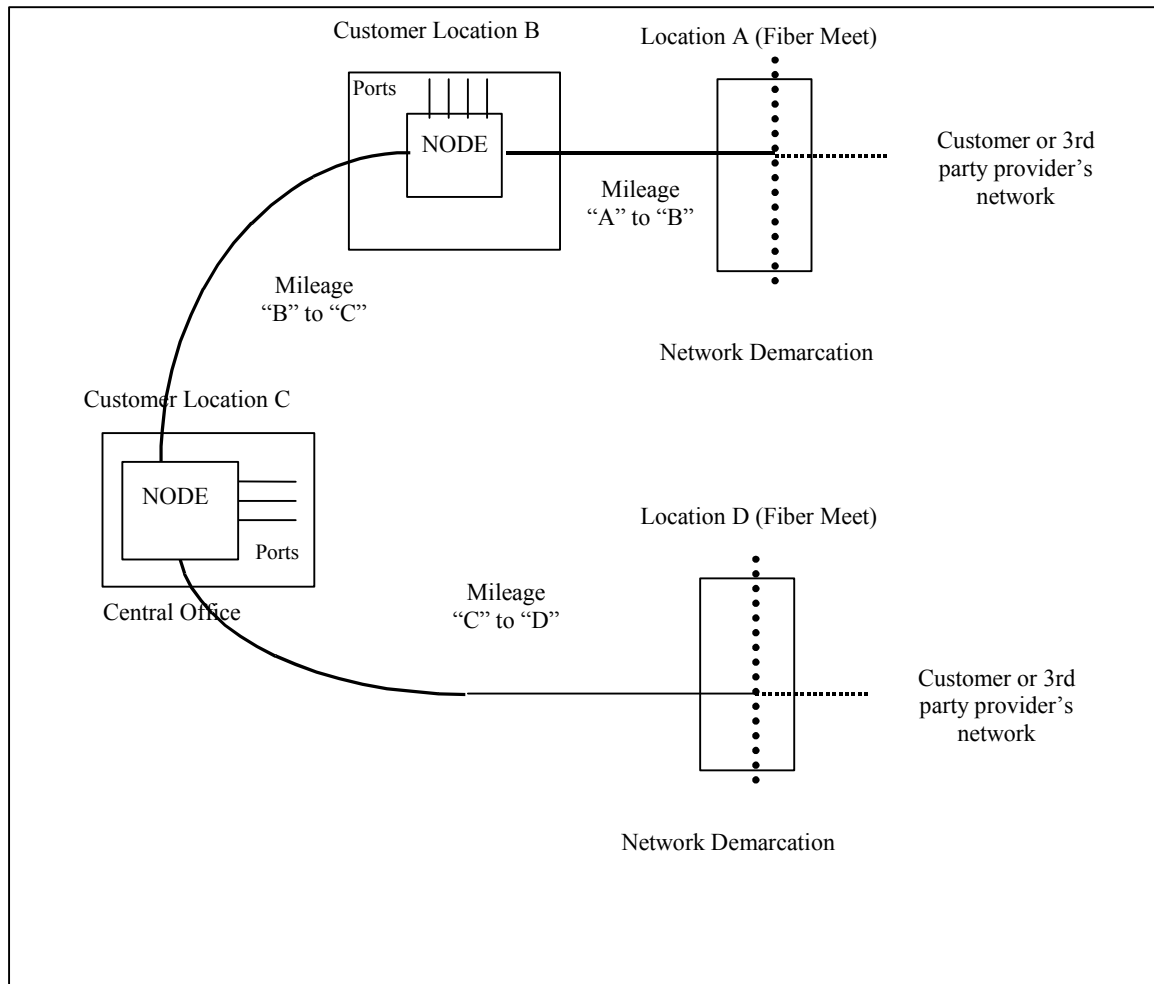 Customer Location B
Location A (Fiber Meet)
Ports
NODE
Customer or 3rd
party provider’s
network
Mileage
“A” to “B”
Mileage
“B” to “C”
Network Demarcation
Customer Location C
NODE
Ports
Central Office
Location D (Fiber Meet)
Mileage
“C” to “D”
Customer or 3rd
party provider’s
network
Network Demarcation